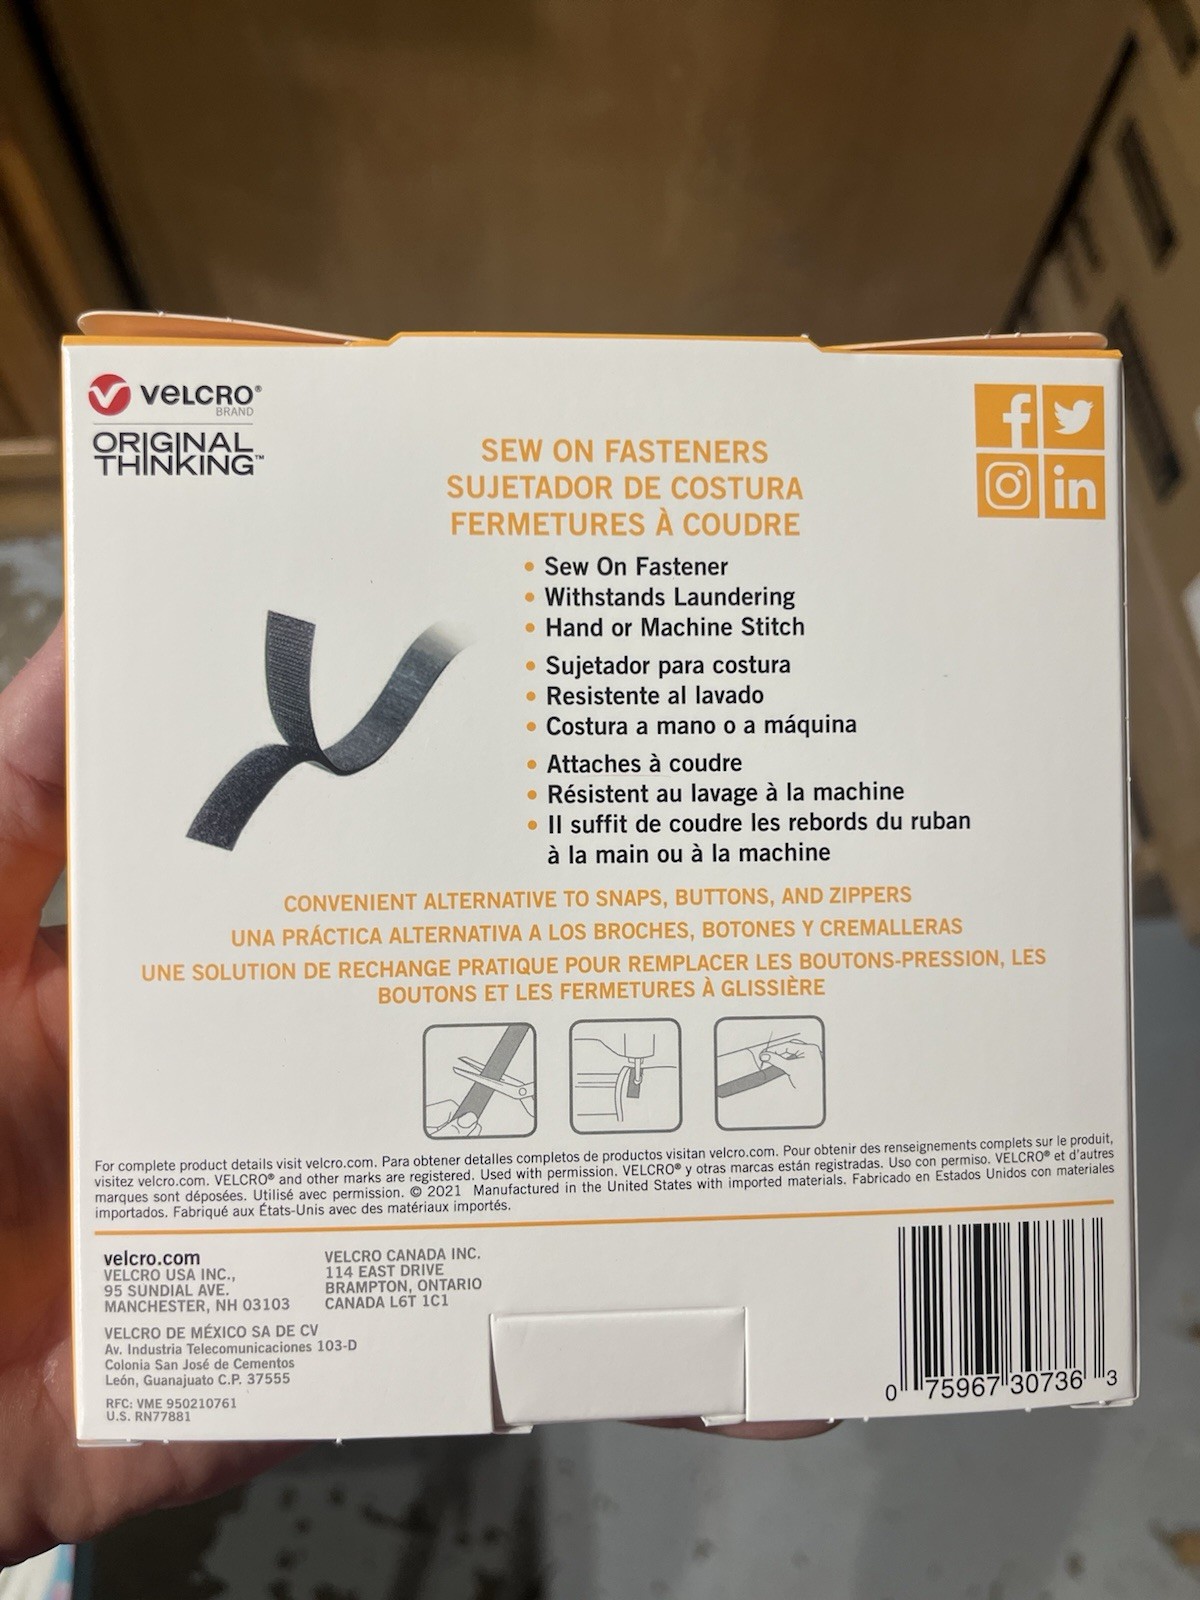 VELCRO®
BRAND
ORIGINAL
THINKING™
SEW ON FASTENERS
SUJETADOR DE COSTURA
FERMETURES À COUDRE
• Sew On Fastener
• Withstands Laundering
• Hand or Machine Stitch
• Sujetador para costura
• Resistente al lavado
• Costura a mano o a máquina
• Attaches à coudre
• Résistent au lavage à la machine
• Il suffit de coudre les rebords du ruban
à la main ou à la machine
CONVENIENT ALTERNATIVE TO SNAPS, BUTTONS, AND ZIPPERS
UNA PRÁCTICA ALTERNATIVA A LOS BROCHES, BOTONES Y CREMALLERAS
UNE SOLUTION DE RECHANGE PRATIQUE POUR REMPLACER LES BOUTONS-PRESSION, LES
BOUTONS ET LES FERMETURES À GLISSIÈRE
For complete product details visit velcro.com. Para obtener detalles completos de productos visitan velcro.com. Pour obtenir des renseignements complets sur le produit,
visitez velcro.com. VELCRO® and other marks are registered. Used with permission. VELCRO® y otras marcas están registradas. Uso con permiso. VELCRO® et d'autres
marques sont déposées. Utilisé avec permission. © 2021 Manufactured in the United States with imported materials. Fabricado en Estados Unidos con materiales
importados. Fabriqué aux États-Unis avec des matériaux importés.
velcro.com
VELCRO USA INC.,
95 SUNDIAL AVE.
MANCHESTER, NH 03103
VELCRO CANADA INC.
114 EAST DRIVE
BRAMPTON, ONTARIO
CANADA L6T 1C1
VELCRO DE MÉXICO SA DE CV
Av. Industria Telecomunicaciones 103-D
Colonia San José de Cementos
León, Guanajuato C.P. 37555
RFC: VME 950210761
U.S. RN77881
0 75967 30736 3